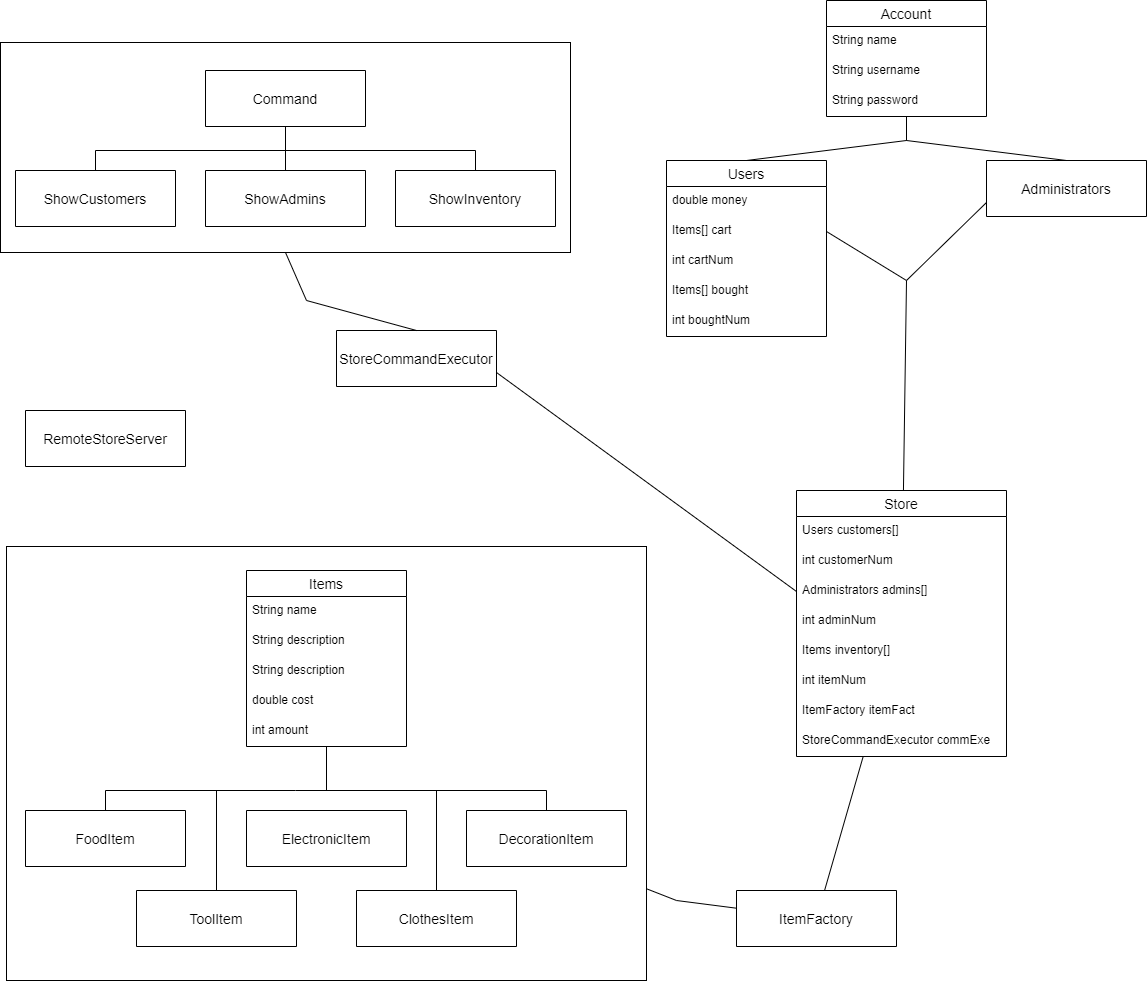 Account
String name
String username
String password
Command
ShowCustomers
ShowAdmins
ShowInventory
Users
double money
Items[] cart
int cartNum
Items[] bought
int boughtNum
Administrators
StoreCommandExecutor
RemoteStoreServer
Store
Users customers[]
int customerNum
Administrators admins[]
int adminNum
Items inventory[]
int itemNum
ItemFactory itemFact
StoreCommandExecutor commExe
Items
String name
String description
String description
double cost
int amount
FoodItem
ElectronicItem
DecorationItem
ToolItem
ClothesItem
ItemFactory